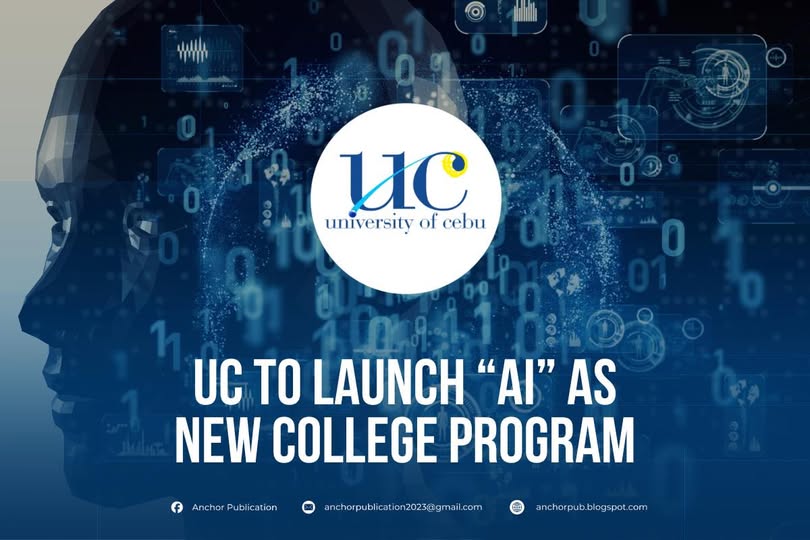 uc
university of cebu
UC TO LAUNCH “AI” AS
NEW COLLEGE PROGRAM
Anchor Publication
anchorpublication2023@gmail.com
anchorpub.blogspot.com